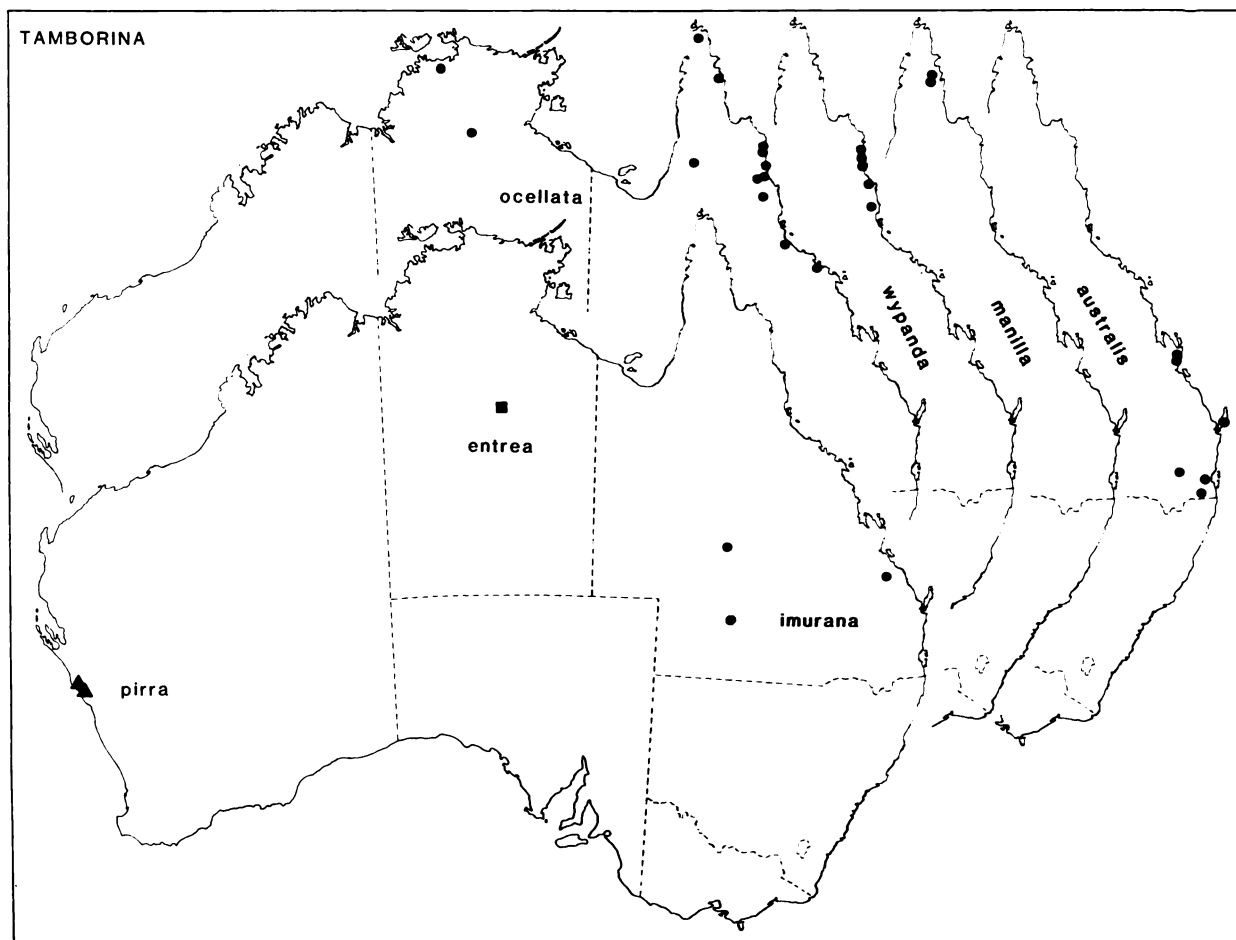 TAMBORINA
ocellata
wypanda
manilla
australis
entrea
imurana
pirra